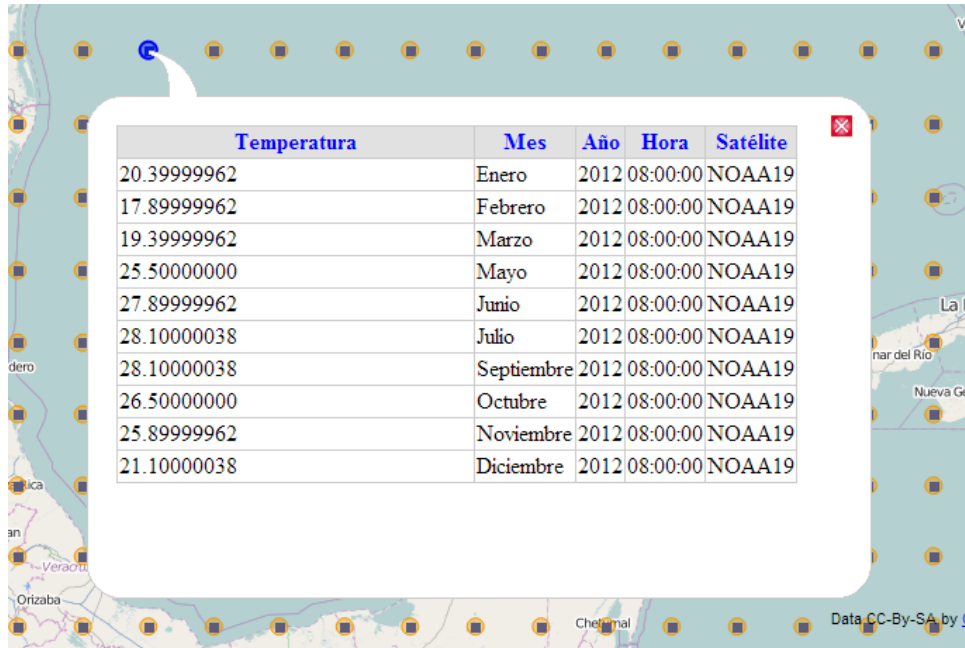 Temperatura Mes Año Hora Satélite
20.39999962 Enero 2012 08:00:00 NOAA19
17.89999962 Febrero 2012 08:00:00 NOAA19
19.39999962 Marzo 2012 08:00:00 NOAA19
25.50000000 Mayo 2012 08:00:00 NOAA19
27.89999962 Junio 2012 08:00:00 NOAA19
28.10000038 Julio 2012 08:00:00 NOAA19
28.10000038 Septiembre 2012 08:00:00 NOAA19
26.50000000 Octubre 2012 08:00:00 NOAA19
25.89999962 Noviembre 2012 08:00:00 NOAA19
21.10000038 Diciembre 2012 08:00:00 NOAA19
La
nar del Río
dero
Nueva
Orizaba
Chetumal
Data CC-By-SA by